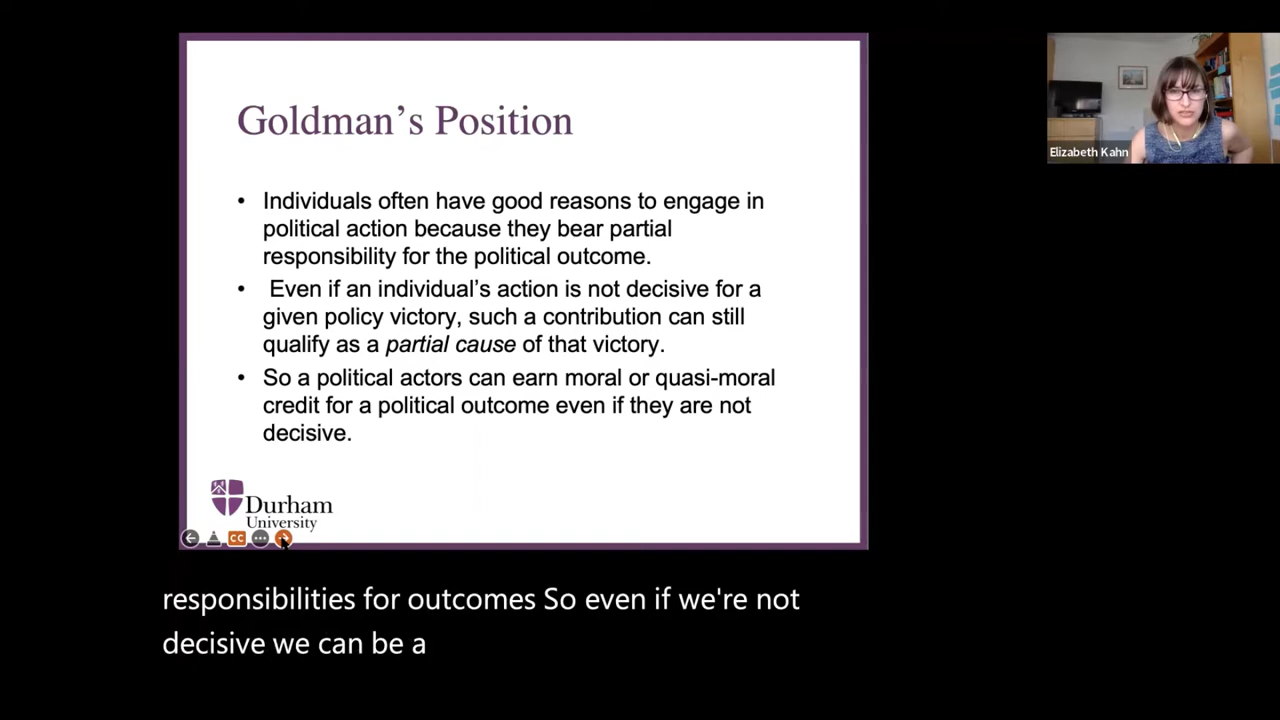 Goldman's Position
• Individuals often have good reasons to engage in
political action because they bear partial
responsibility for the political outcome.
• Even if an individual's action is not decisive for a
given policy victory, such a contribution can still
qualify as a partial cause of that victory.
• So a political actors can earn moral or quasi-moral
credit for a political outcome even if they are not
decisive.
Durham
University
CC
Elizabeth Kahn
responsibilities for outcomes So even if we're not
decisive we can be a